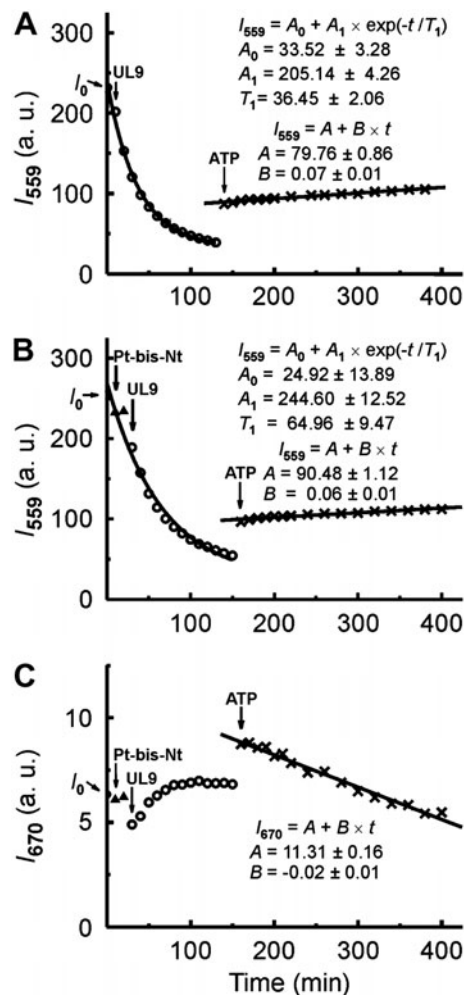 A
300
I₅₅₉ = A₀ + A₁ × exp(-t / T₁)
A₀ = 33.52 ± 3.28
A₁ = 205.14 ± 4.26
T₁ = 36.45 ± 2.06
I₀
UL9
200
I₅₅₉ = A + B × t
A = 79.76 ± 0.86
B = 0.07 ± 0.01
ATP
I₅₅₉ (a. u.)
100
0
100 200 300 400
B
Pt-bis-Nt
300
I₅₅₉ = A₀ + A₁ × exp(-t / T₁)
A₀ = 24.92 ± 13.89
A₁ = 244.60 ± 12.52
T₁ = 64.96 ± 9.47
I₀
UL9
200
I₅₅₉ = A + B × t
A = 90.48 ± 1.12
B = 0.06 ± 0.01
ATP
I₅₅₉ (a. u.)
100
0
100 200 300 400
C
ATP
10
Pt-bis-Nt
UL9
I₀
I₆₇₀ (a. u.)
5
I₆₇₀ = A + B × t
A = 11.31 ± 0.16
B = -0.02 ± 0.01
0
100 200 300 400
Time (min)